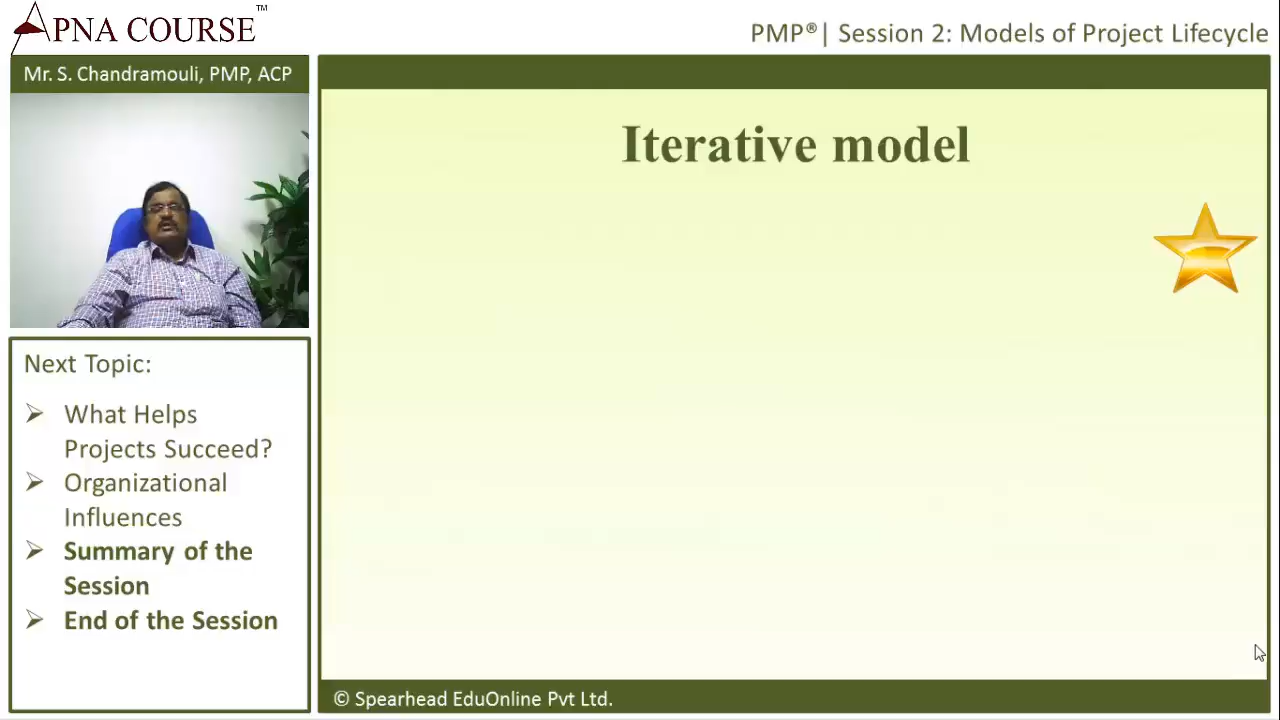 APNA COURSE™
PMP®| Session 2: Models of Project Lifecycle
Mr. S. Chandramouli, PMP, ACP
Iterative model
Next Topic:
➢ What Helps
Projects Succeed?
➢ Organizational
Influences
➢ Summary of the
Session
➢ End of the Session
© Spearhead EduOnline Pvt Ltd.